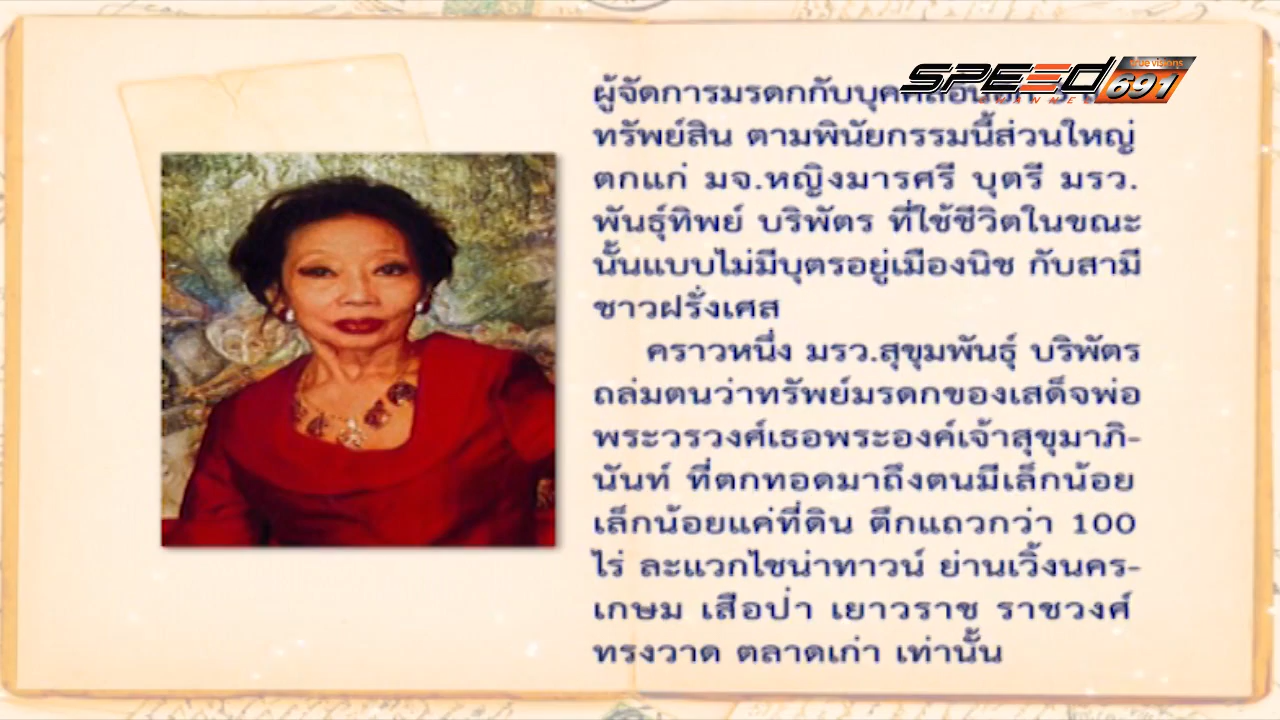 SPEED
true visions
691
CHANNEL
ผู้จัดการมรดกกับบุคคลอื่นอีก
ทรัพย์สิน ตามพินัยกรรมนี้ส่วนใหญ่
ตกแก่ มจ.หญิงมารศรี บุตรี มรว.
พันธุ์ทิพย์ บริพัตร ที่ใช้ชีวิตในขณะ
นั้นแบบไม่มีบุตรอยู่เมืองนิช กับสามี
ชาวฝรั่งเศส
คราวหนึ่ง มรว.สุขุมพันธุ์ บริพัตร
ถล่มตนว่าทรัพย์มรดกของเสด็จพ่อ
พระวรวงศ์เธอพระองค์เจ้าสุขุมาภิ-
นันท์ ที่ตกทอดมาถึงตนมีเล็กน้อย
เล็กน้อยแค่ที่ดิน ตึกแถวกว่า 100
ไร่ ละแวกไชน่าทาวน์ ย่านเวิ้งนคร-
เกษม เสือป่า เยาวราช ราชวงศ์
ทรงวาด ตลาดเก่า เท่านั้น